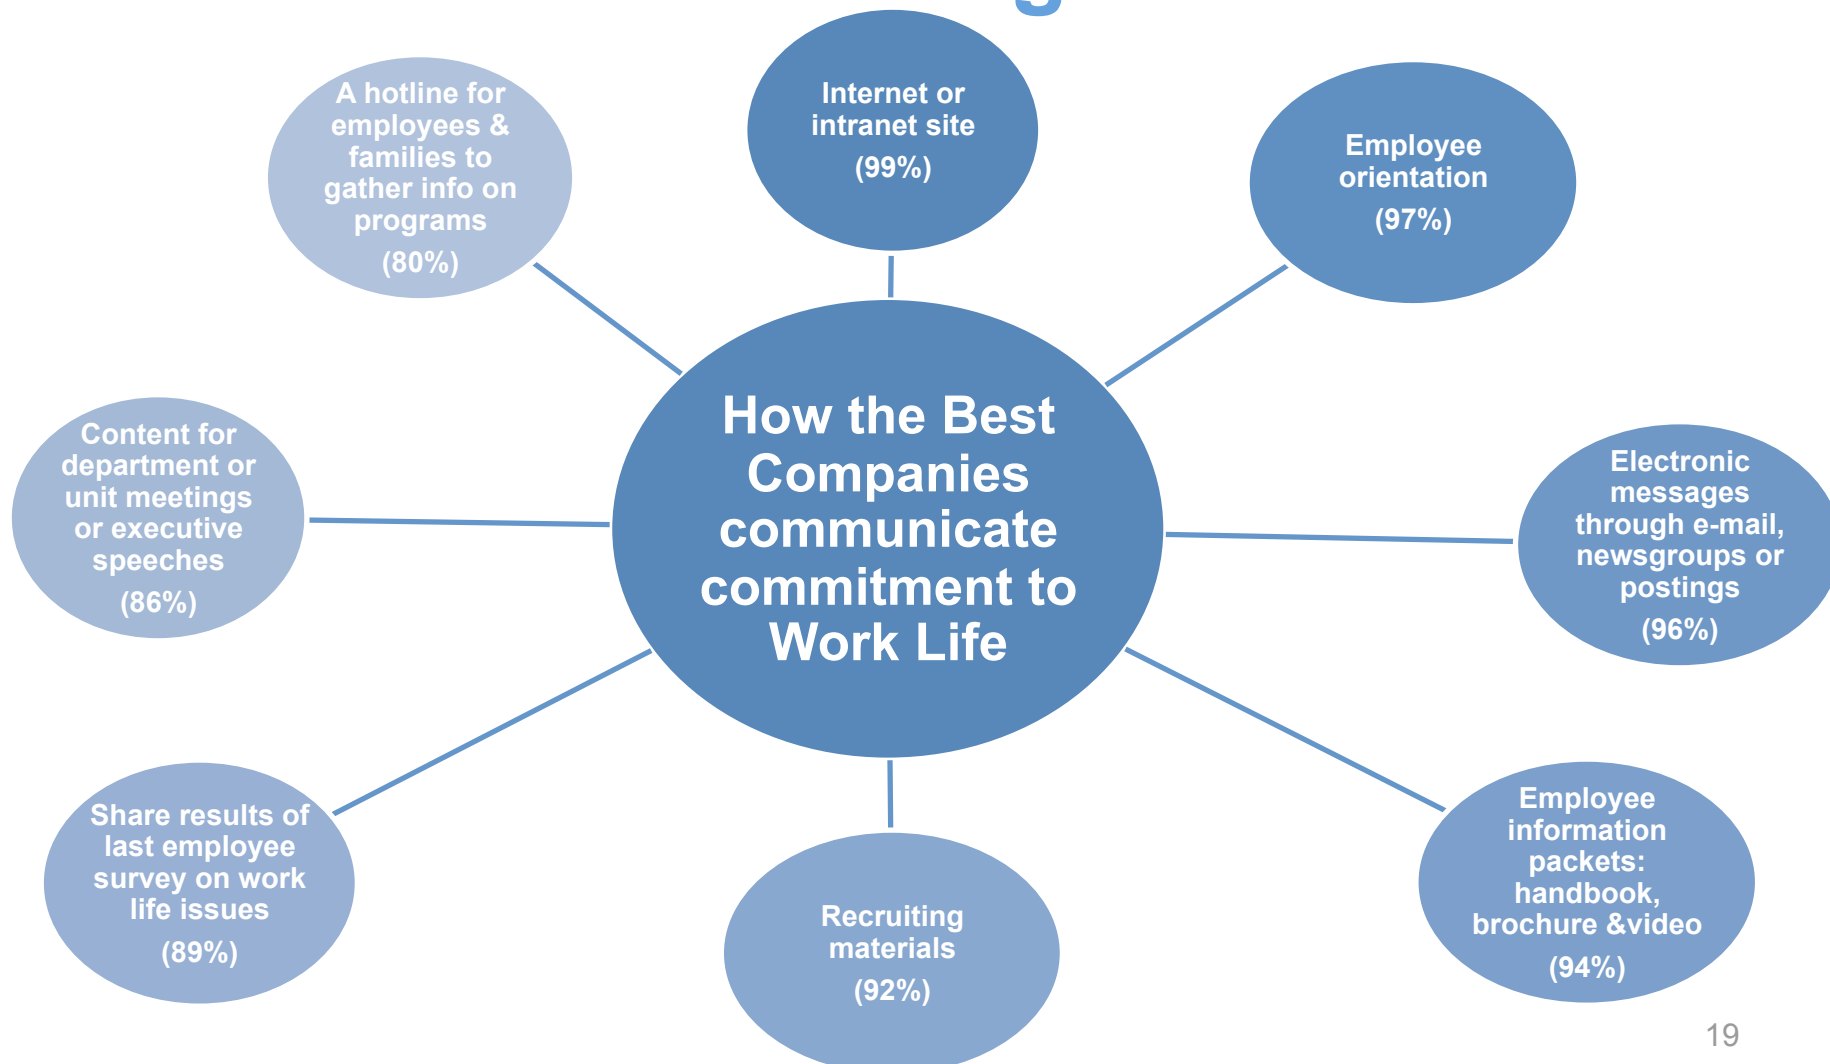 g
Internet or
intranet site
(99%)
Employee
orientation
(97%)
Electronic
messages
through e-mail,
newsgroups or
postings
(96%)
Employee
information
packets:
handbook,
brochure &video
(94%)
Recruiting
materials
(92%)
Share results of
last employee
survey on work
life issues
(89%)
Content for
department or
unit meetings
or executive
speeches
(86%)
A hotline for
employees &
families to
gather info on
programs
(80%)
How the Best
Companies
communicate
commitment to
Work Life
19